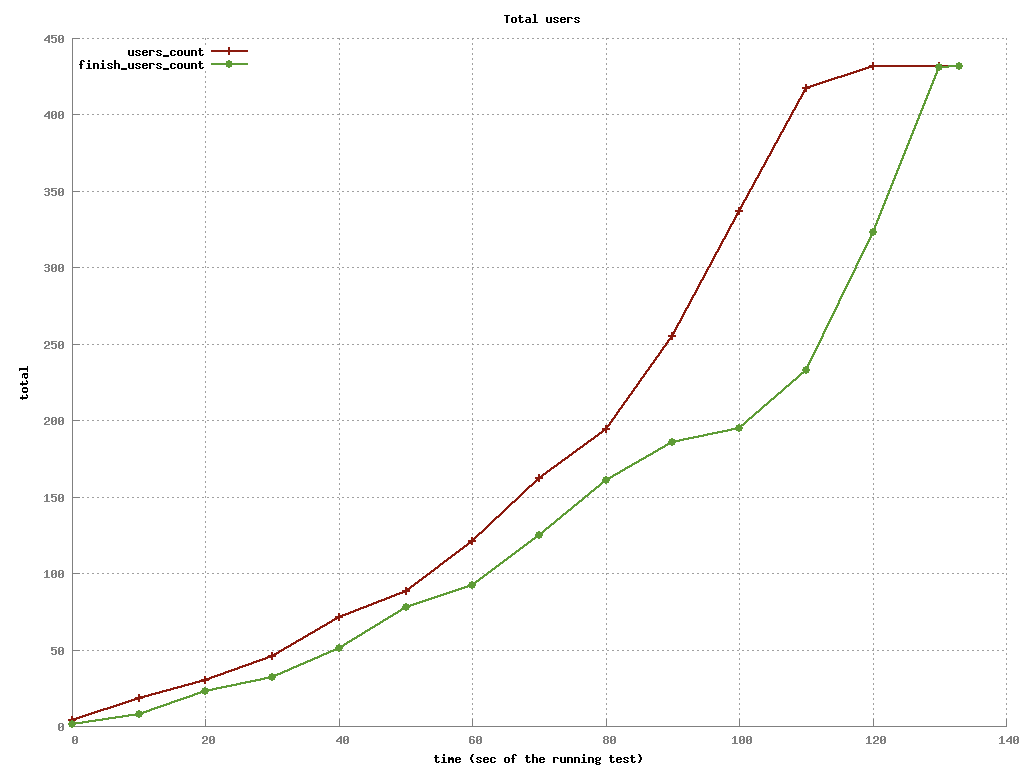 Total users
users_count
finish_users_count
450
400
350
300
250
200
150
100
50
0
total
0 20 40 60 80 100 120 140
time (sec of the running test)